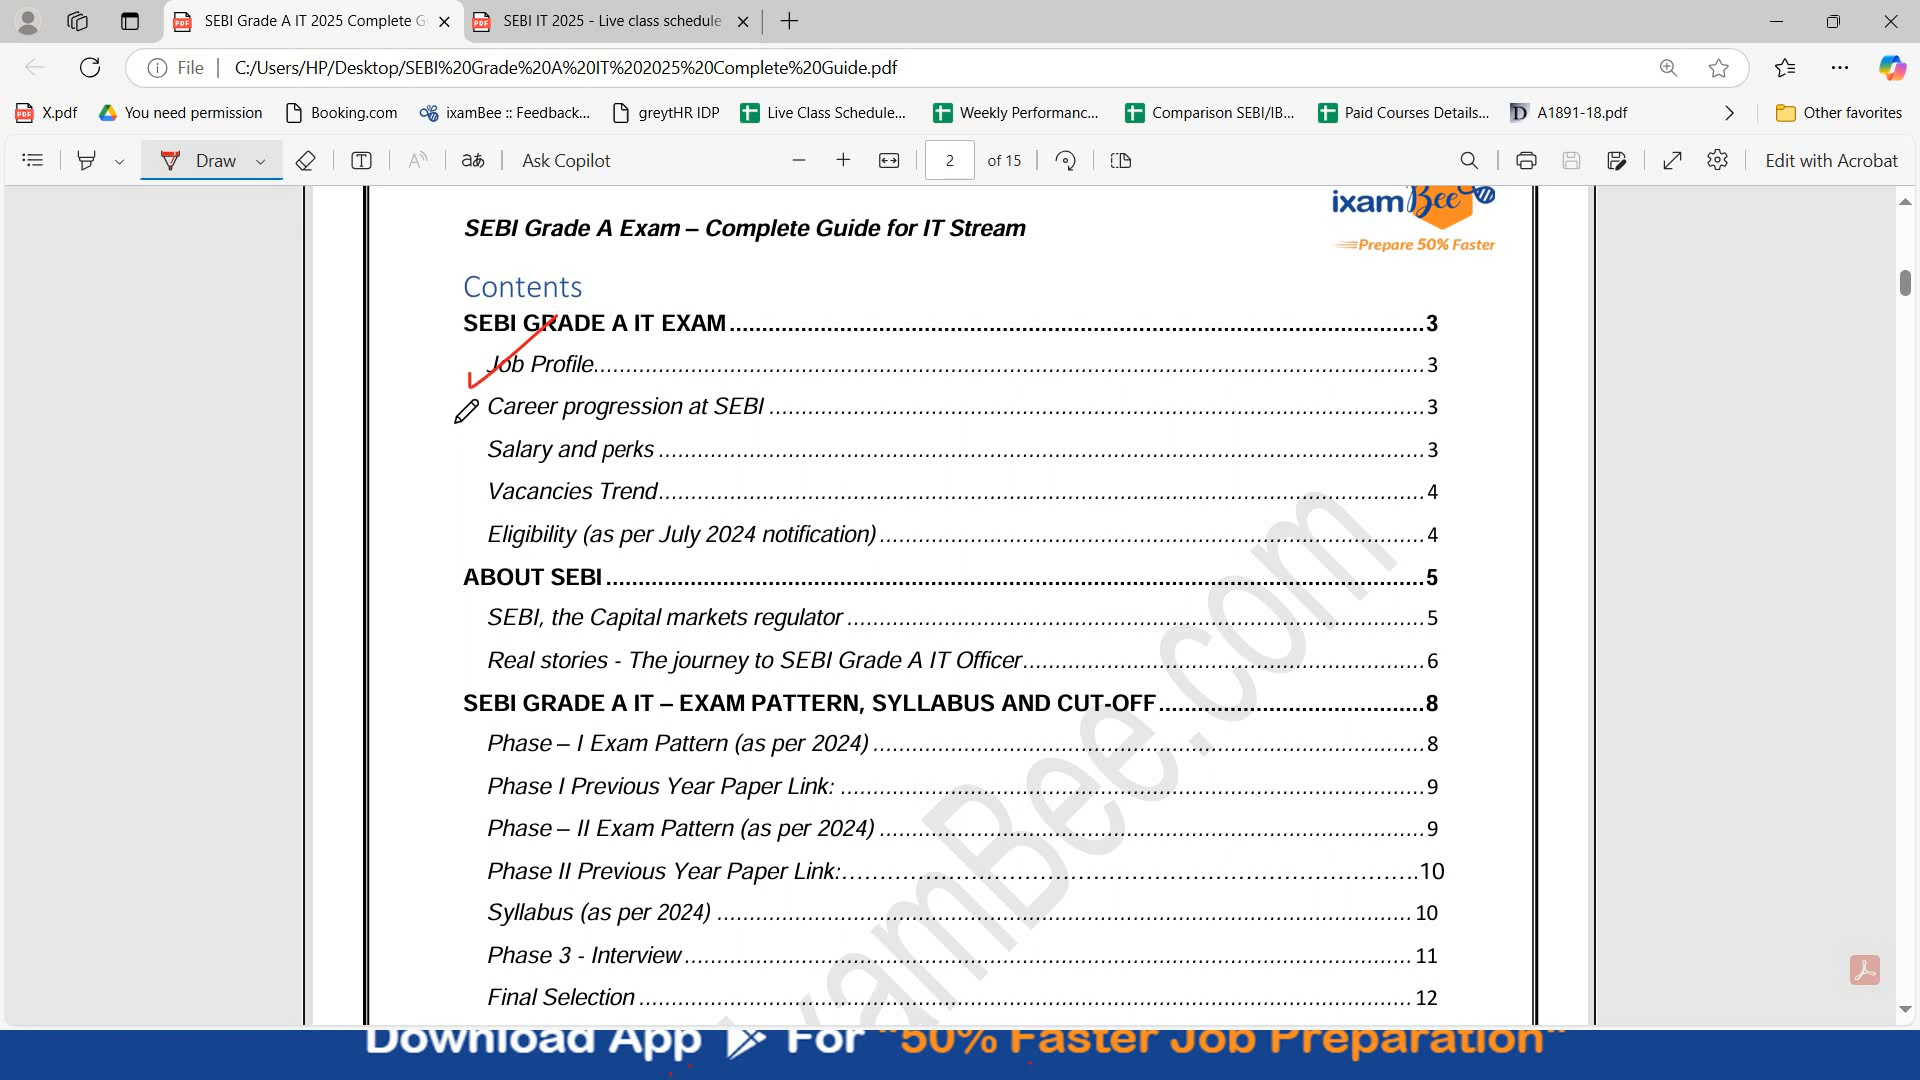 SEBI Grade A IT 2025 Complete G
SEBI IT 2025 - Live class schedule
File
C:/Users/HP/Desktop/SEBI%20Grade%20A%20IT%202025%20Complete%20Guide.pdf
X.pdf
You need permission
Booking.com
ixamBee :: Feedback...
greytHR IDP
Live Class Schedule...
Weekly Performanc...
Comparison SEBI/IB...
Paid Courses Details...
A1891-18.pdf
Other favorites
Draw
Ask Copilot
2 of 15
Edit with Acrobat
SEBI Grade A Exam – Complete Guide for IT Stream
ixamBee
Prepare 50% Faster
Contents
SEBI GRADE A IT EXAM 3
Job Profile 3
Career progression at SEBI 3
Salary and perks 3
Vacancies Trend 4
Eligibility (as per July 2024 notification) 4
ABOUT SEBI 5
SEBI, the Capital markets regulator 5
Real stories - The journey to SEBI Grade A IT Officer 6
SEBI GRADE A IT – EXAM PATTERN, SYLLABUS AND CUT-OFF 8
Phase – I Exam Pattern (as per 2024) 8
Phase I Previous Year Paper Link: 9
Phase – II Exam Pattern (as per 2024) 9
Phase II Previous Year Paper Link: 10
Syllabus (as per 2024) 10
Phase 3 - Interview 11
Final Selection 12
xamBee.com
Download App For "50% Faster Job Preparation"